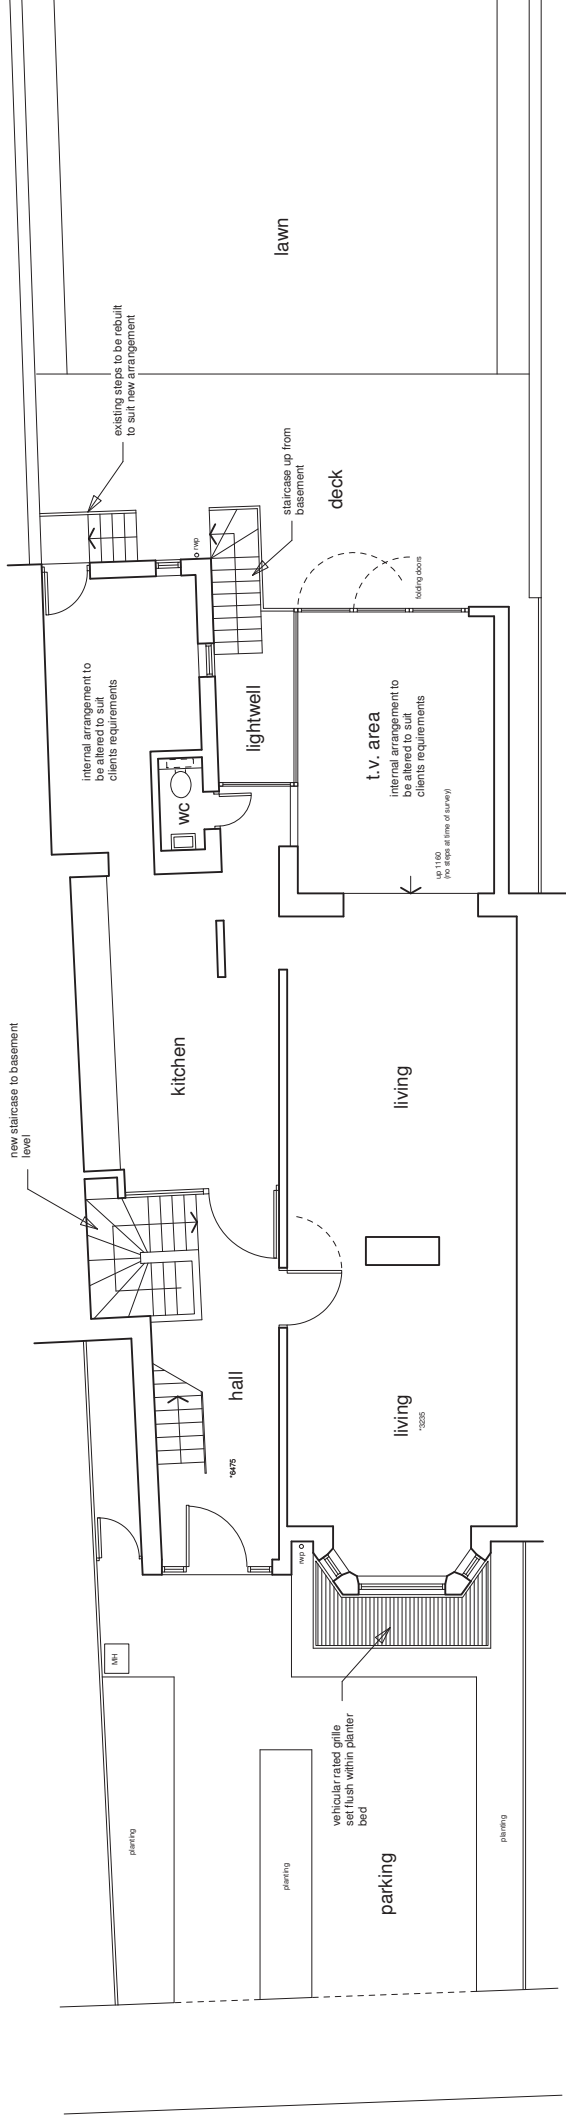 lawn
existing steps to be rebuilt
to suit new arrangement
staircase up from
basement
deck
rwp
folding doors
internal arrangement to
be altered to suit
clients requirements
lightwell
t.v. area
internal arrangement to
be altered to suit
clients requirements
wc
up 1160
(no steps at time of survey)
new staircase to basement
level
kitchen
living
hall
living
*3235
*6475
rwp
MH
vehicular rated grille
set flush within planter
bed
planting
planting
parking
planting